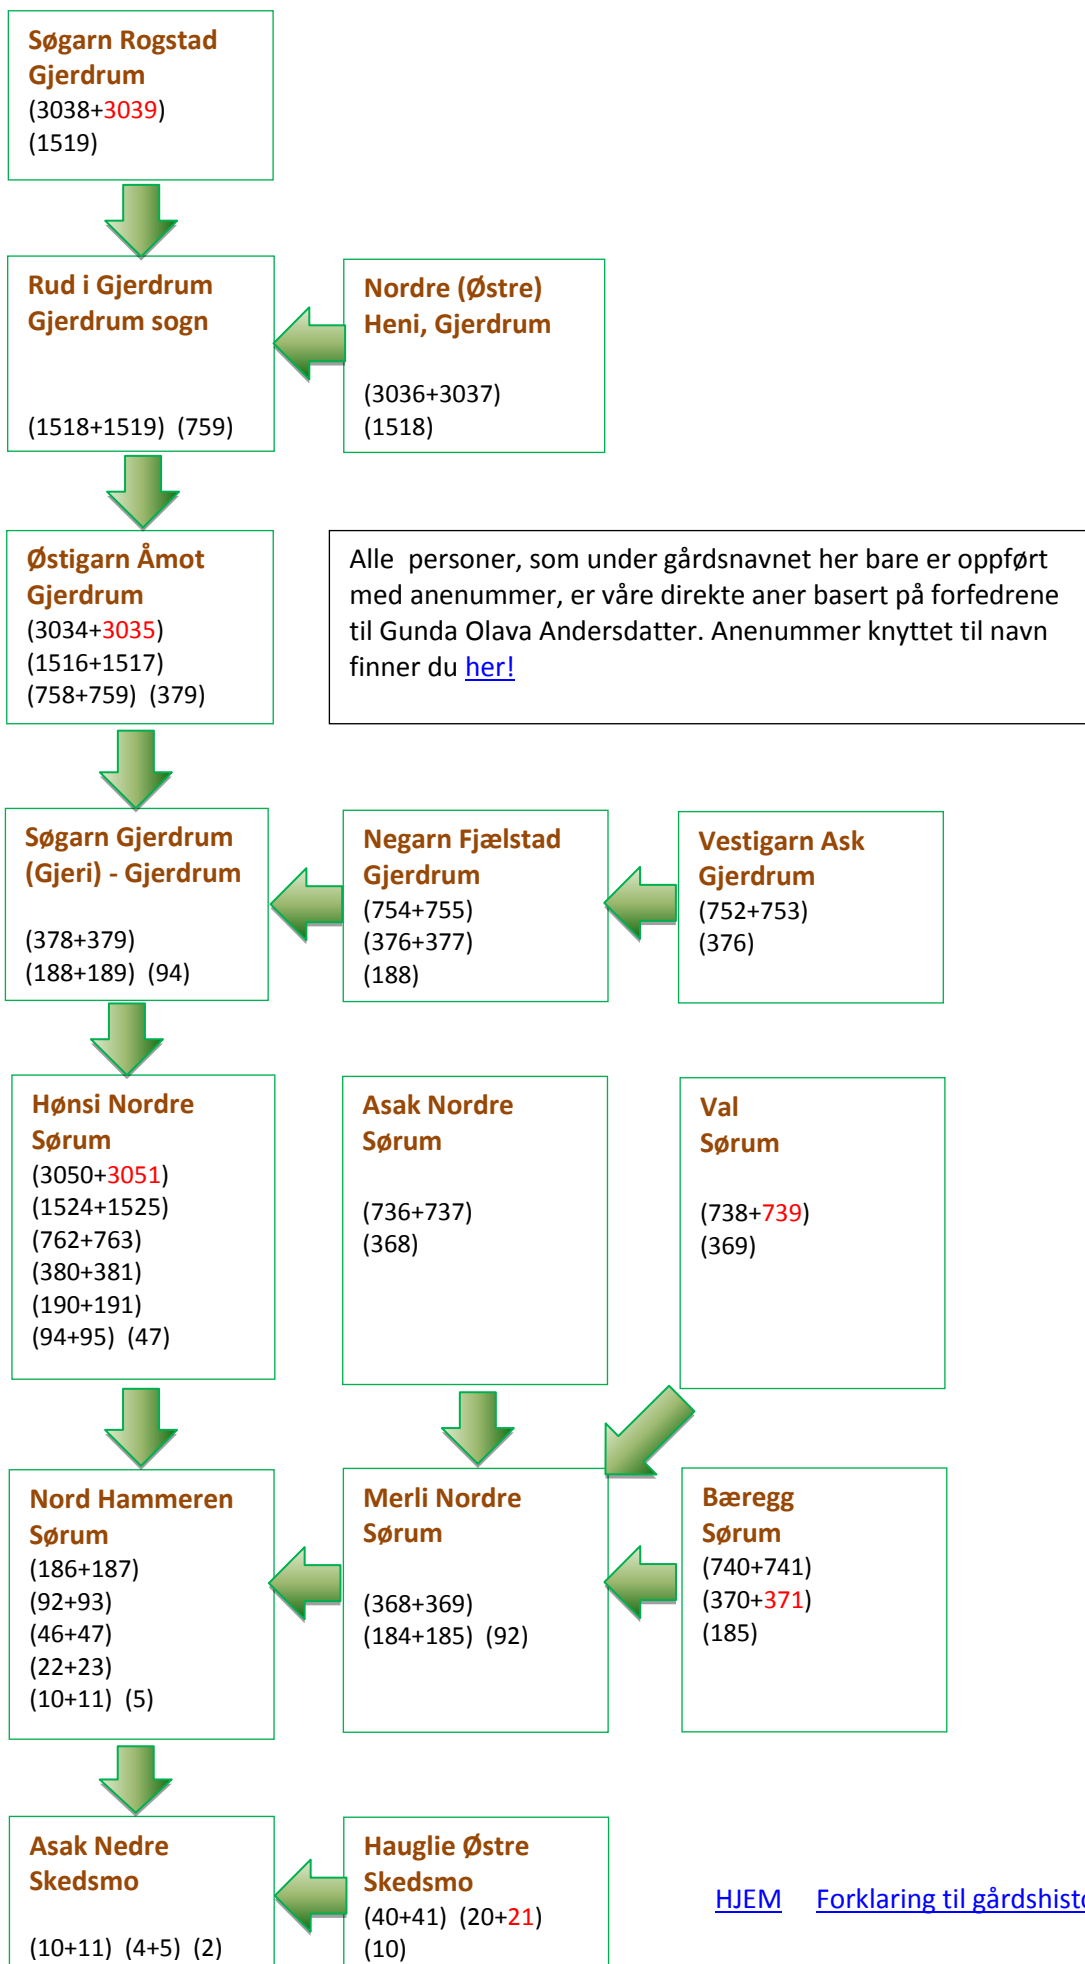 Søgarn Rogstad
Gjerdrum
(3038+3039)
(1519)
Rud i Gjerdrum
Gjerdrum sogn
(1518+1519) (759)
Nordre (Østre)
Heni, Gjerdrum
(3036+3037)
(1518)
Østigarn Åmot
Gjerdrum
(3034+3035)
(1516+1517)
(758+759) (379)
Alle personer, som under gårdsnavnet her bare er oppført
med anenummer, er våre direkte aner basert på forfedrene
til Gunda Olava Andersdatter. Anenummer knyttet til navn
finner du her!
Søgarn Gjerdrum
(Gjeri) - Gjerdrum
(378+379)
(188+189) (94)
Negarn Fjælstad
Gjerdrum
(754+755)
(376+377)
(188)
Vestigarn Ask
Gjerdrum
(752+753)
(376)
Hønsi Nordre
Sørum
(3050+3051)
(1524+1525)
(762+763)
(380+381)
(190+191)
(94+95) (47)
Asak Nordre
Sørum
(736+737)
(368)
Val
Sørum
(738+739)
(369)
Nord Hammeren
Sørum
(186+187)
(92+93)
(46+47)
(22+23)
(10+11) (5)
Merli Nordre
Sørum
(368+369)
(184+185) (92)
Bæregg
Sørum
(740+741)
(370+371)
(185)
Asak Nedre
Skedsmo
(10+11) (4+5) (2)
Hauglie Østre
Skedsmo
(40+41) (20+21)
(10)
HJEM Forklaring til